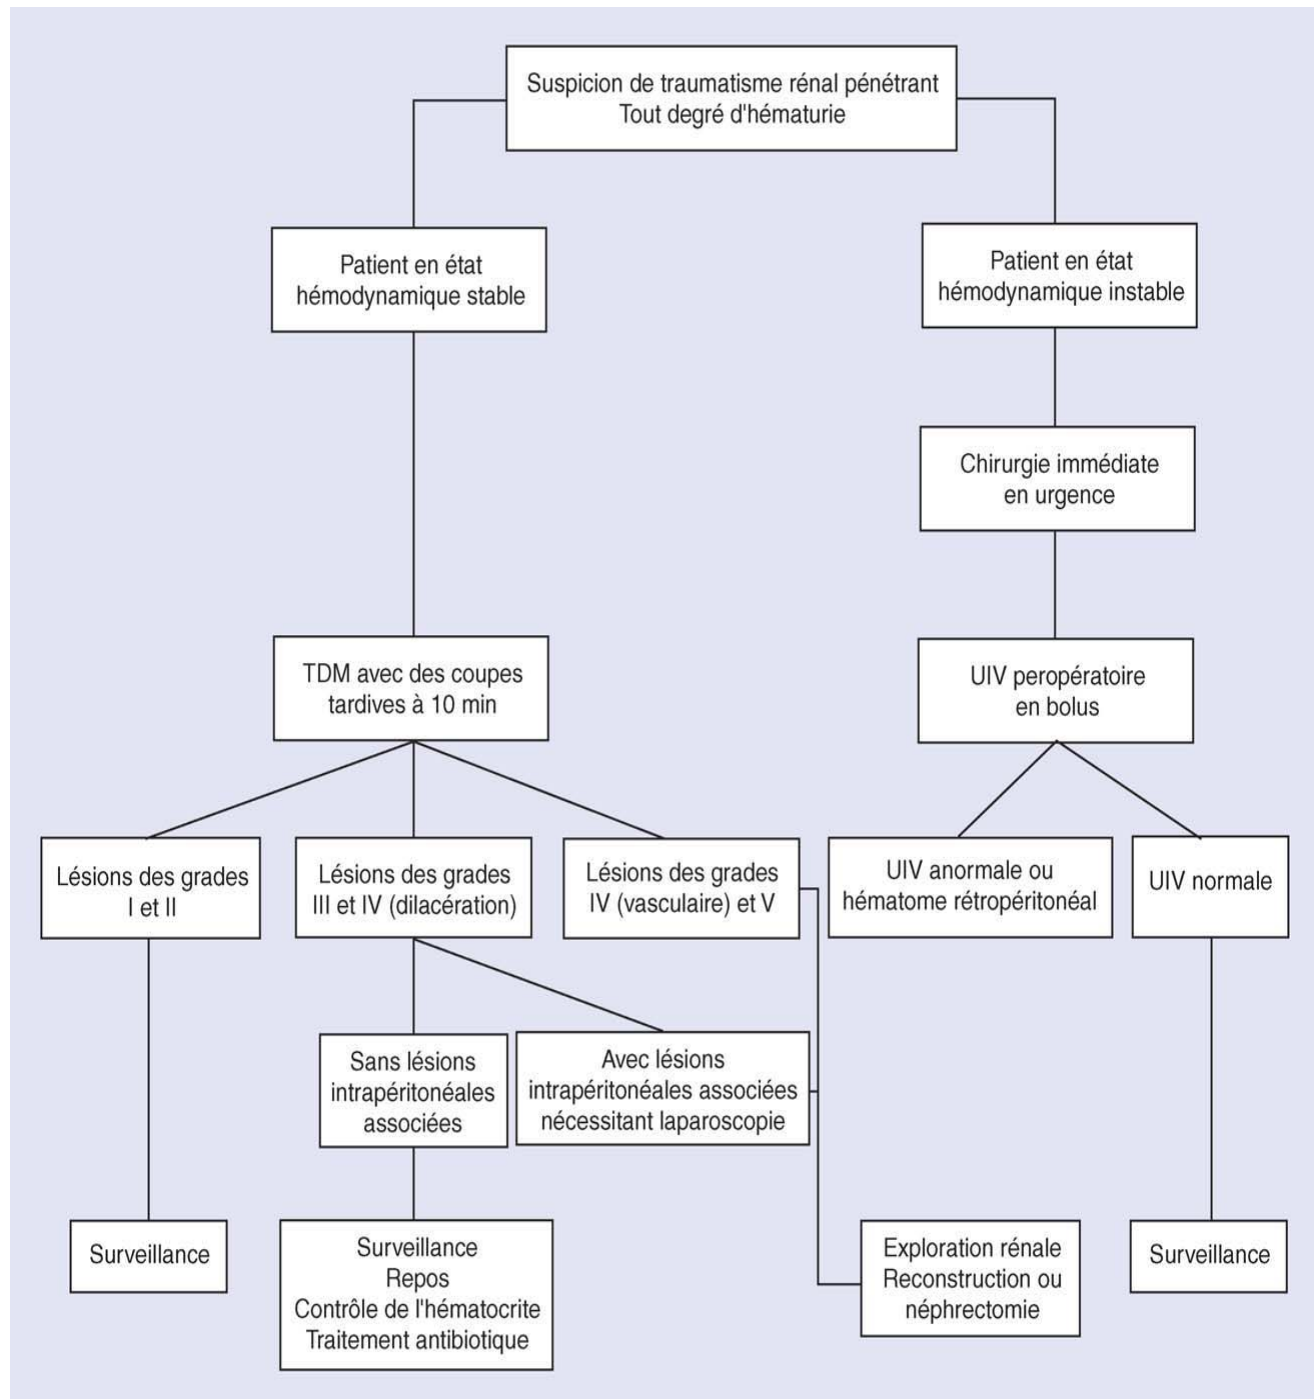 Suspicion de traumatisme rénal pénétrant
Tout degré d'hématurie
Patient en état
hémodynamique stable
Patient en état
hémodynamique instable
Chirurgie immédiate
en urgence
TDM avec des coupes
tardives à 10 min
UIV peropératoire
en bolus
Lésions des grades
I et II
Lésions des grades
III et IV (dilacération)
Lésions des grades
IV (vasculaire) et V
UIV anormale ou
hématome rétropéritonéal
UIV normale
Sans lésions
intrapéritonéales
associées
Avec lésions
intrapéritonéales associées
nécessitant laparoscopie
Surveillance
Surveillance
Repos
Contrôle de l'hématocrite
Traitement antibiotique
Exploration rénale
Reconstruction ou
néphrectomie
Surveillance